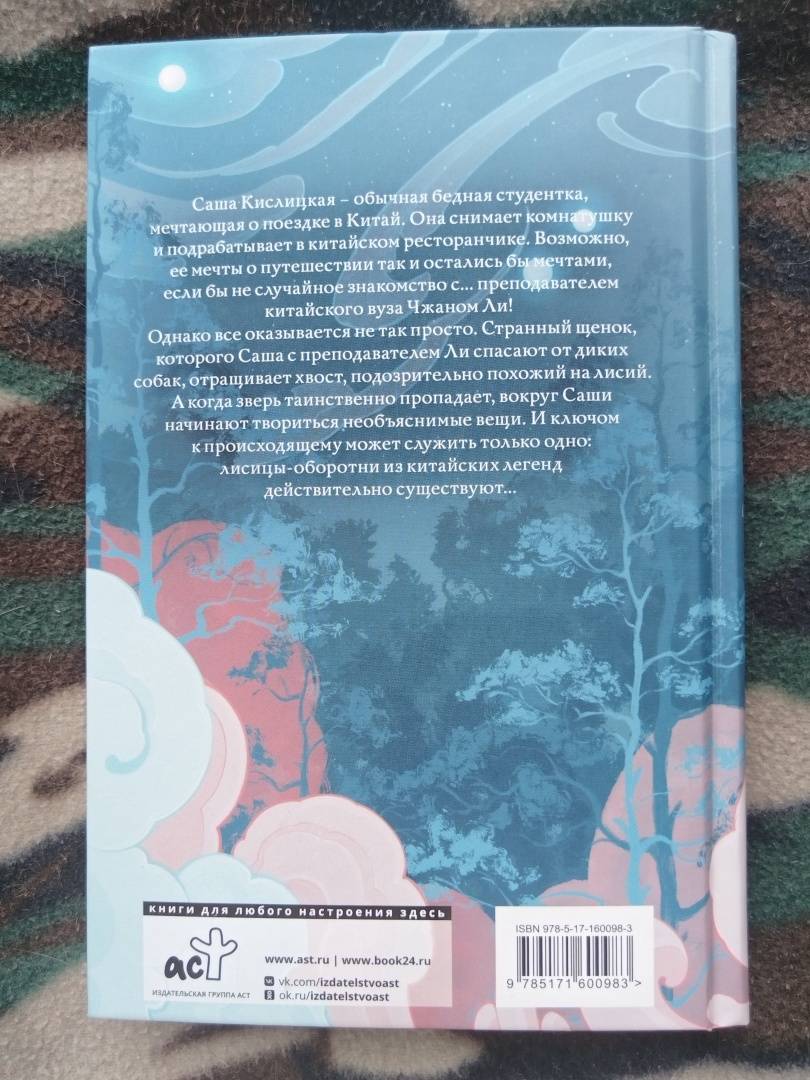 Саша Кислицкая – обычная бедная студентка,
мечтающая о поездке в Китай. Она снимает комнатушку
и подрабатывает в китайском ресторанчике. Возможно,
ее мечты о путешествии так и остались бы мечтами,
если бы не случайное знакомство с... преподавателем
китайского вуза Чжаном Ли!
Однако все оказывается не так просто. Странный щенок,
которого Саша с преподавателем Ли спасают от диких
собак, отращивает хвост, подозрительно похожий на лисий.
А когда зверь таинственно пропадает, вокруг Саши
начинают твориться необъяснимые вещи. И ключом
к происходящему может служить только одно:
лисицы-оборотни из китайских легенд
действительно существуют...
книги для любого настроения здесь
аст
ИЗДАТЕЛЬСКАЯ ГРУППА АСТ
www.ast.ru | www.book24.ru
vk.com/izdatelstvoast
ok.ru/izdatelstvoast
ISBN 978-5-17-160098-3
9 785171 600983>